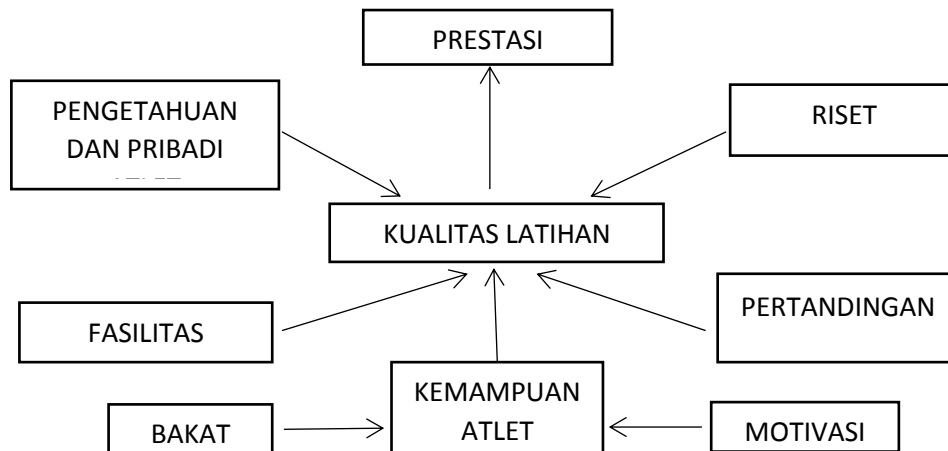 PRESTASI
PENGETAHUAN
DAN PRIBADI
RISET
KUALITAS LATIHAN
FASILITAS
PERTANDINGAN
KEMAMPUAN
ATLET
BAKAT
MOTIVASI